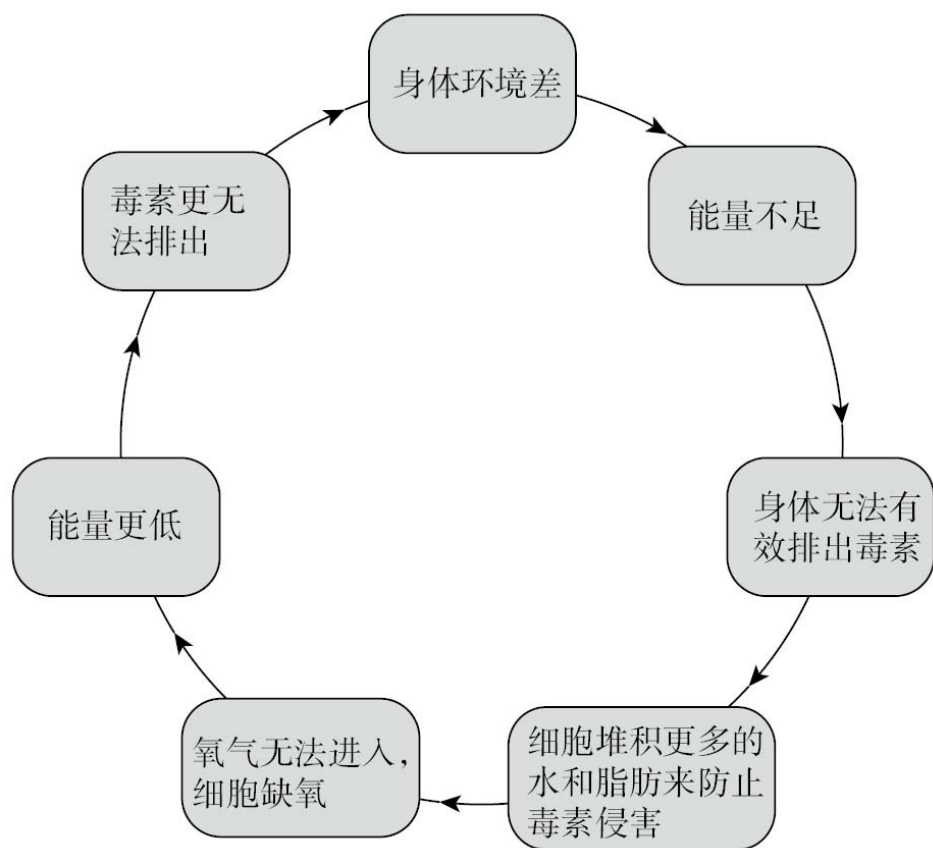 身体环境差
能量不足
身体无法有
效排出毒素
细胞堆积更多的
水和脂肪来防止
毒素侵害
氧气无法进入，
细胞缺氧
能量更低
毒素更无
法排出